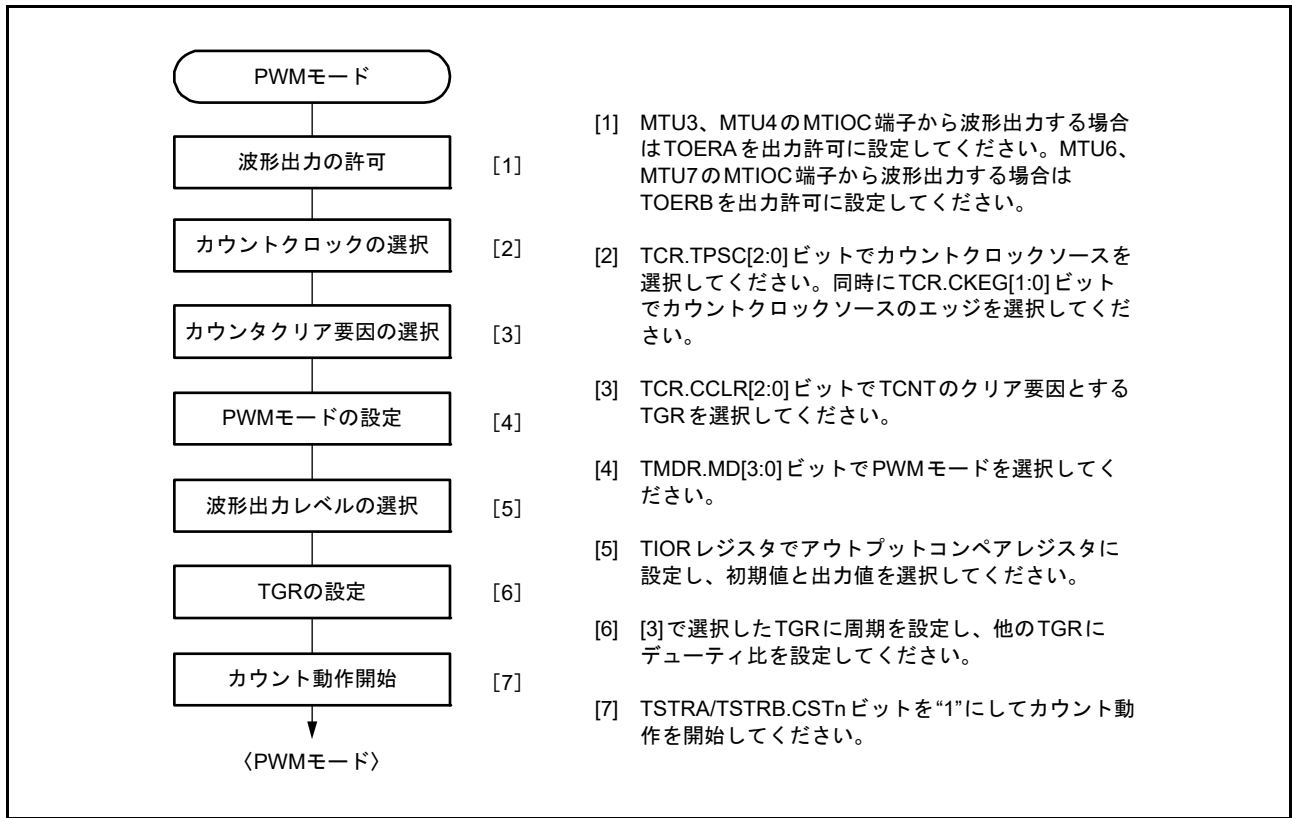 PWMモード
波形出力の許可
[1]
カウントクロックの選択
[2]
カウンタクリア要因の選択
[3]
PWMモードの設定
[4]
波形出力レベルの選択
[5]
TGRの設定
[6]
カウント動作開始
[7]
〈PWMモード〉
[1] MTU3、MTU4のMTIOC端子から波形出力する場合
はTOERAを出力許可に設定してください。MTU6、
MTU7のMTIOC端子から波形出力する場合は
TOERBを出力許可に設定してください。
[2] TCR.TPSC[2:0]ビットでカウントクロックソースを
選択してください。同時にTCR.CKEG[1:0]ビット
でカウントクロックソースのエッジを選択してくだ
さい。
[3] TCR.CCLR[2:0]ビットでTCNTのクリア要因とする
TGRを選択してください。
[4] TMDR.MD[3:0]ビットでPWMモードを選択してく
ださい。
[5] TIORレジスタでアウトプットコンペアレジスタに
設定し、初期値と出力値を選択してください。
[6] [3]で選択したTGRに周期を設定し、他のTGRに
デューティ比を設定してください。
[7] TSTRA/TSTRB.CSTnビットを“1”にしてカウント動
作を開始してください。